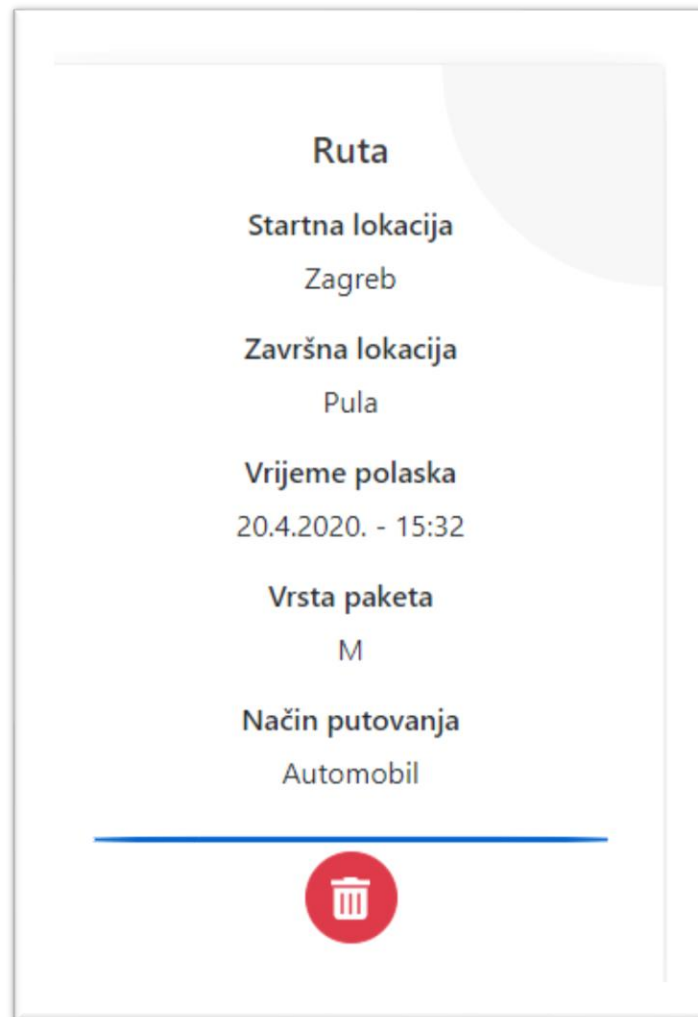 Ruta
Startna lokacija
Zagreb
Završna lokacija
Pula
Vrijeme polaska
20.4.2020. - 15:32
Vrsta paketa
M
Način putovanja
Automobil